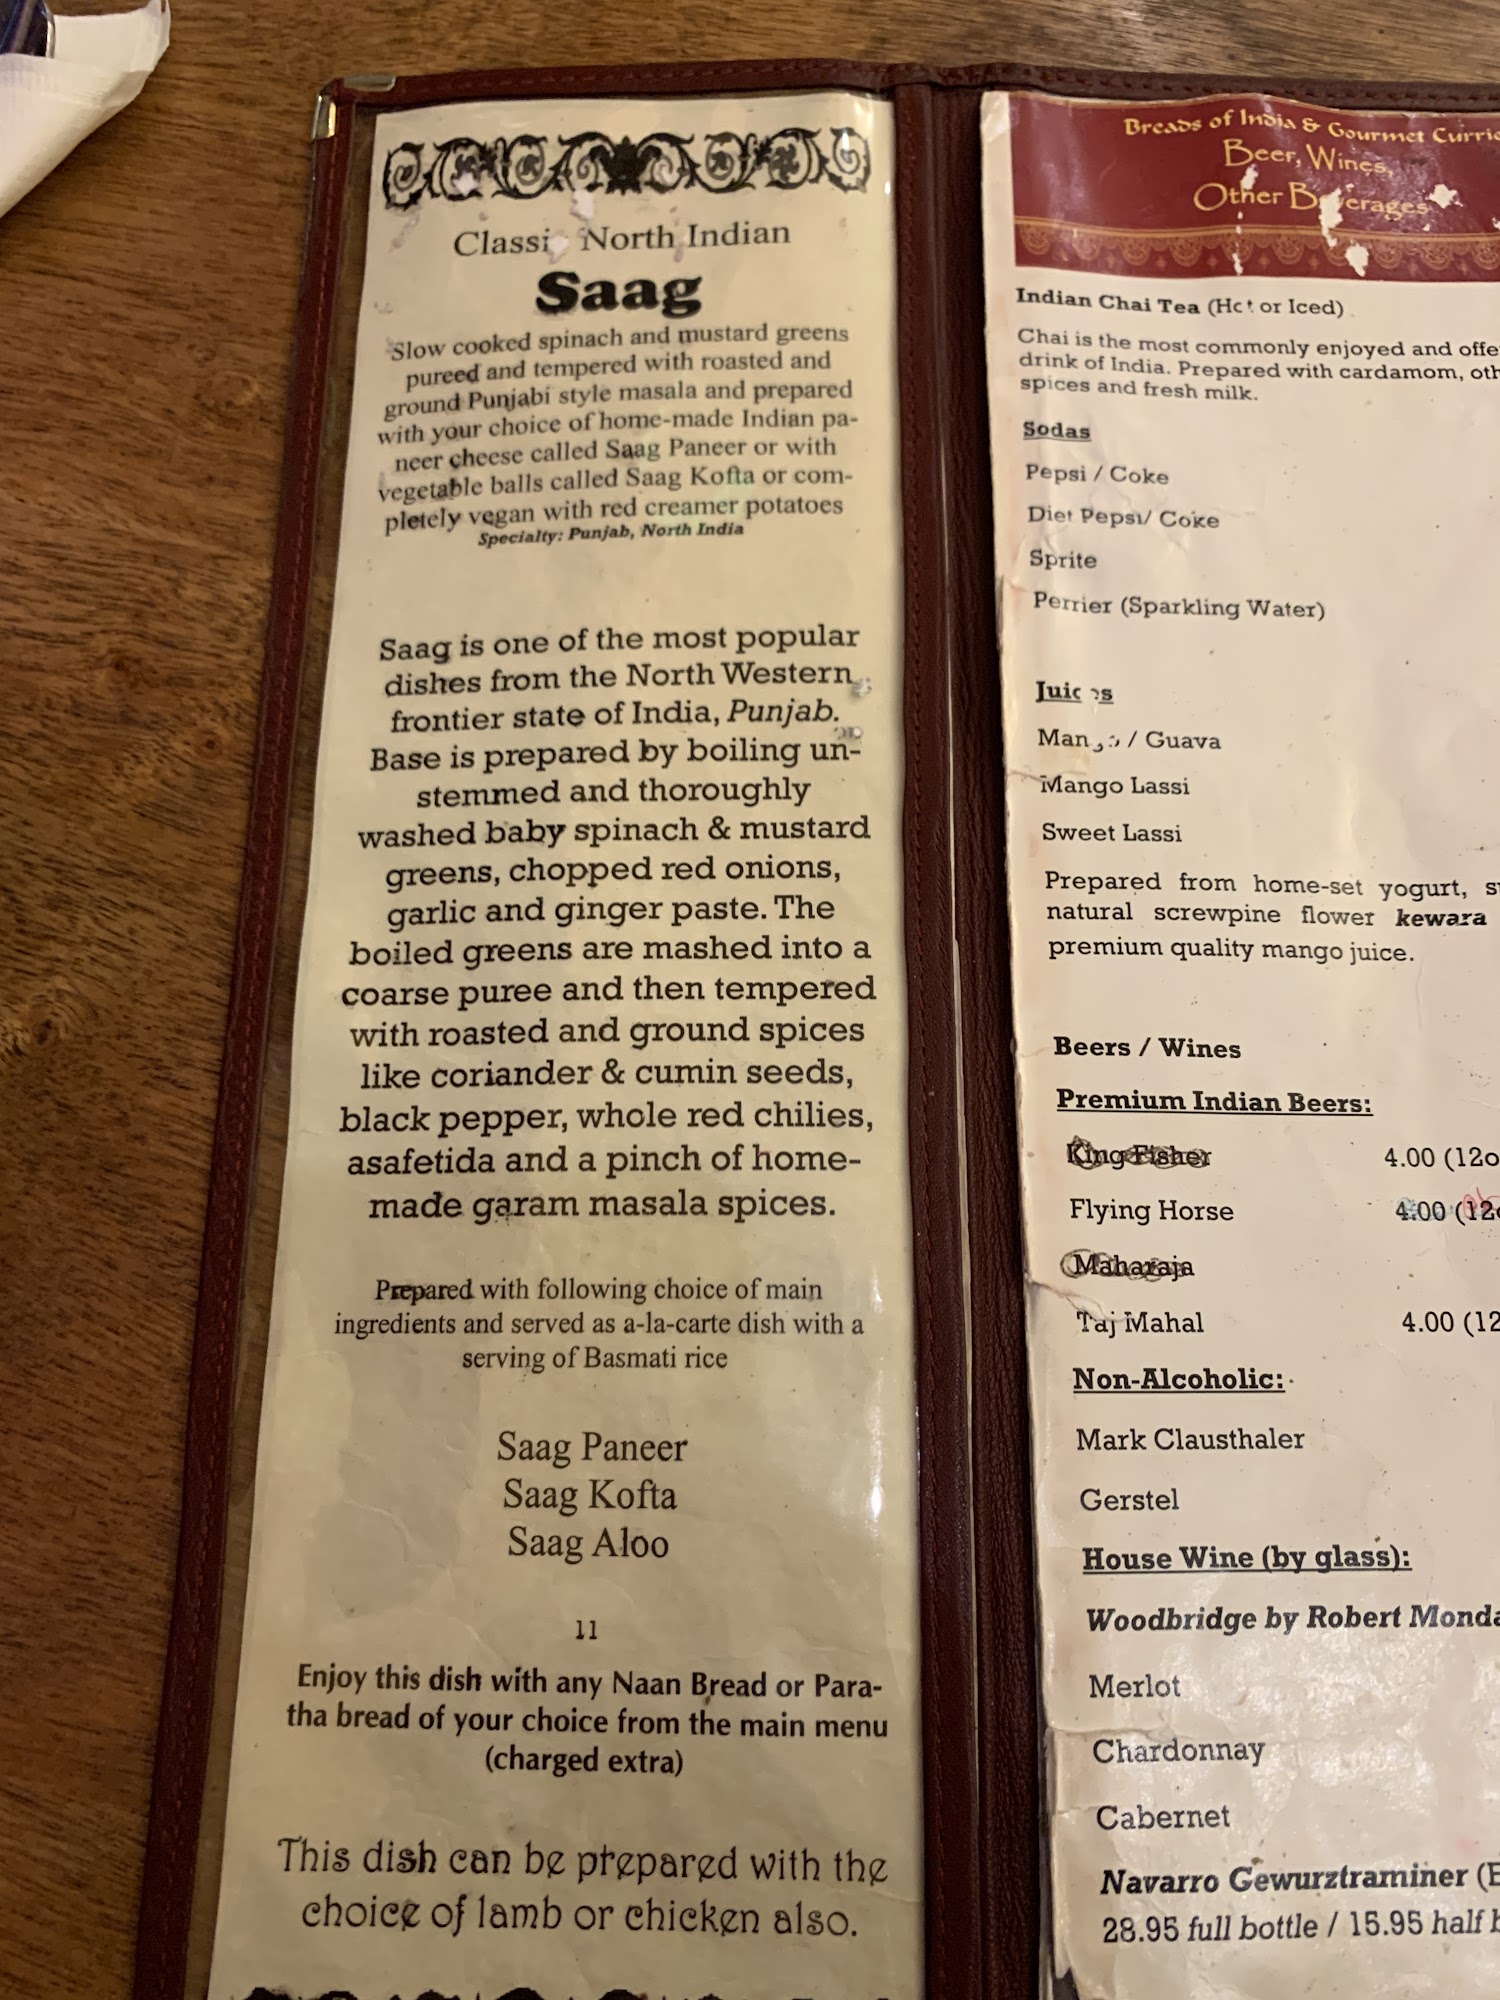 Classic North Indian
Saag
Slow cooked spinach and mustard greens
pureed and tempered with roasted and
ground Punjabi style masala and prepared
with your choice of home-made Indian pa-
neer cheese called Saag Paneer or with
vegetable balls called Saag Kofta or com-
pletely vegan with red creamer potatoes
Specialty: Punjab, North India
Saag is one of the most popular
dishes from the North Western
frontier state of India, Punjab.
Base is prepared by boiling un-
stemmed and thoroughly
washed baby spinach & mustard
greens, chopped red onions,
garlic and ginger paste. The
boiled greens are mashed into a
coarse puree and then tempered
with roasted and ground spices
like coriander & cumin seeds,
black pepper, whole red chilies,
asafetida and a pinch of home-
made garam masala spices.
Prepared with following choice of main
ingredients and served as a-la-carte dish with a
serving of Basmati rice
Saag Paneer
Saag Kofta
Saag Aloo
11
Enjoy this dish with any Naan Bread or Para-
tha bread of your choice from the main menu
(charged extra)
This dish can be prepared with the
choice of lamb or chicken also.
Breads of India & Gourmet Currie
Beer, Wines,
Other Beverages
Indian Chai Tea (Hot or Iced)
Chai is the most commonly enjoyed and offe
drink of India. Prepared with cardamom, oth
spices and fresh milk.
Sodas
Pepsi / Coke
Diet Pepsi/ Coke
Sprite
Perrier (Sparkling Water)
Juices
Mango / Guava
Mango Lassi
Sweet Lassi
Prepared from home-set yogurt,
natural screwpine flower kewara
premium quality mango juice.
Beers / Wines
Premium Indian Beers:
King Fisher 4.00 (12o
Flying Horse 4.00 (12
Maharaja
Taj Mahal 4.00 (12
Non-Alcoholic:
Mark Clausthaler
Gerstel
House Wine (by glass):
Woodbridge by Robert Monda
Merlot
Chardonnay
Cabernet
Navarro Gewurztraminer (E
28.95 full bottle / 15.95 half b